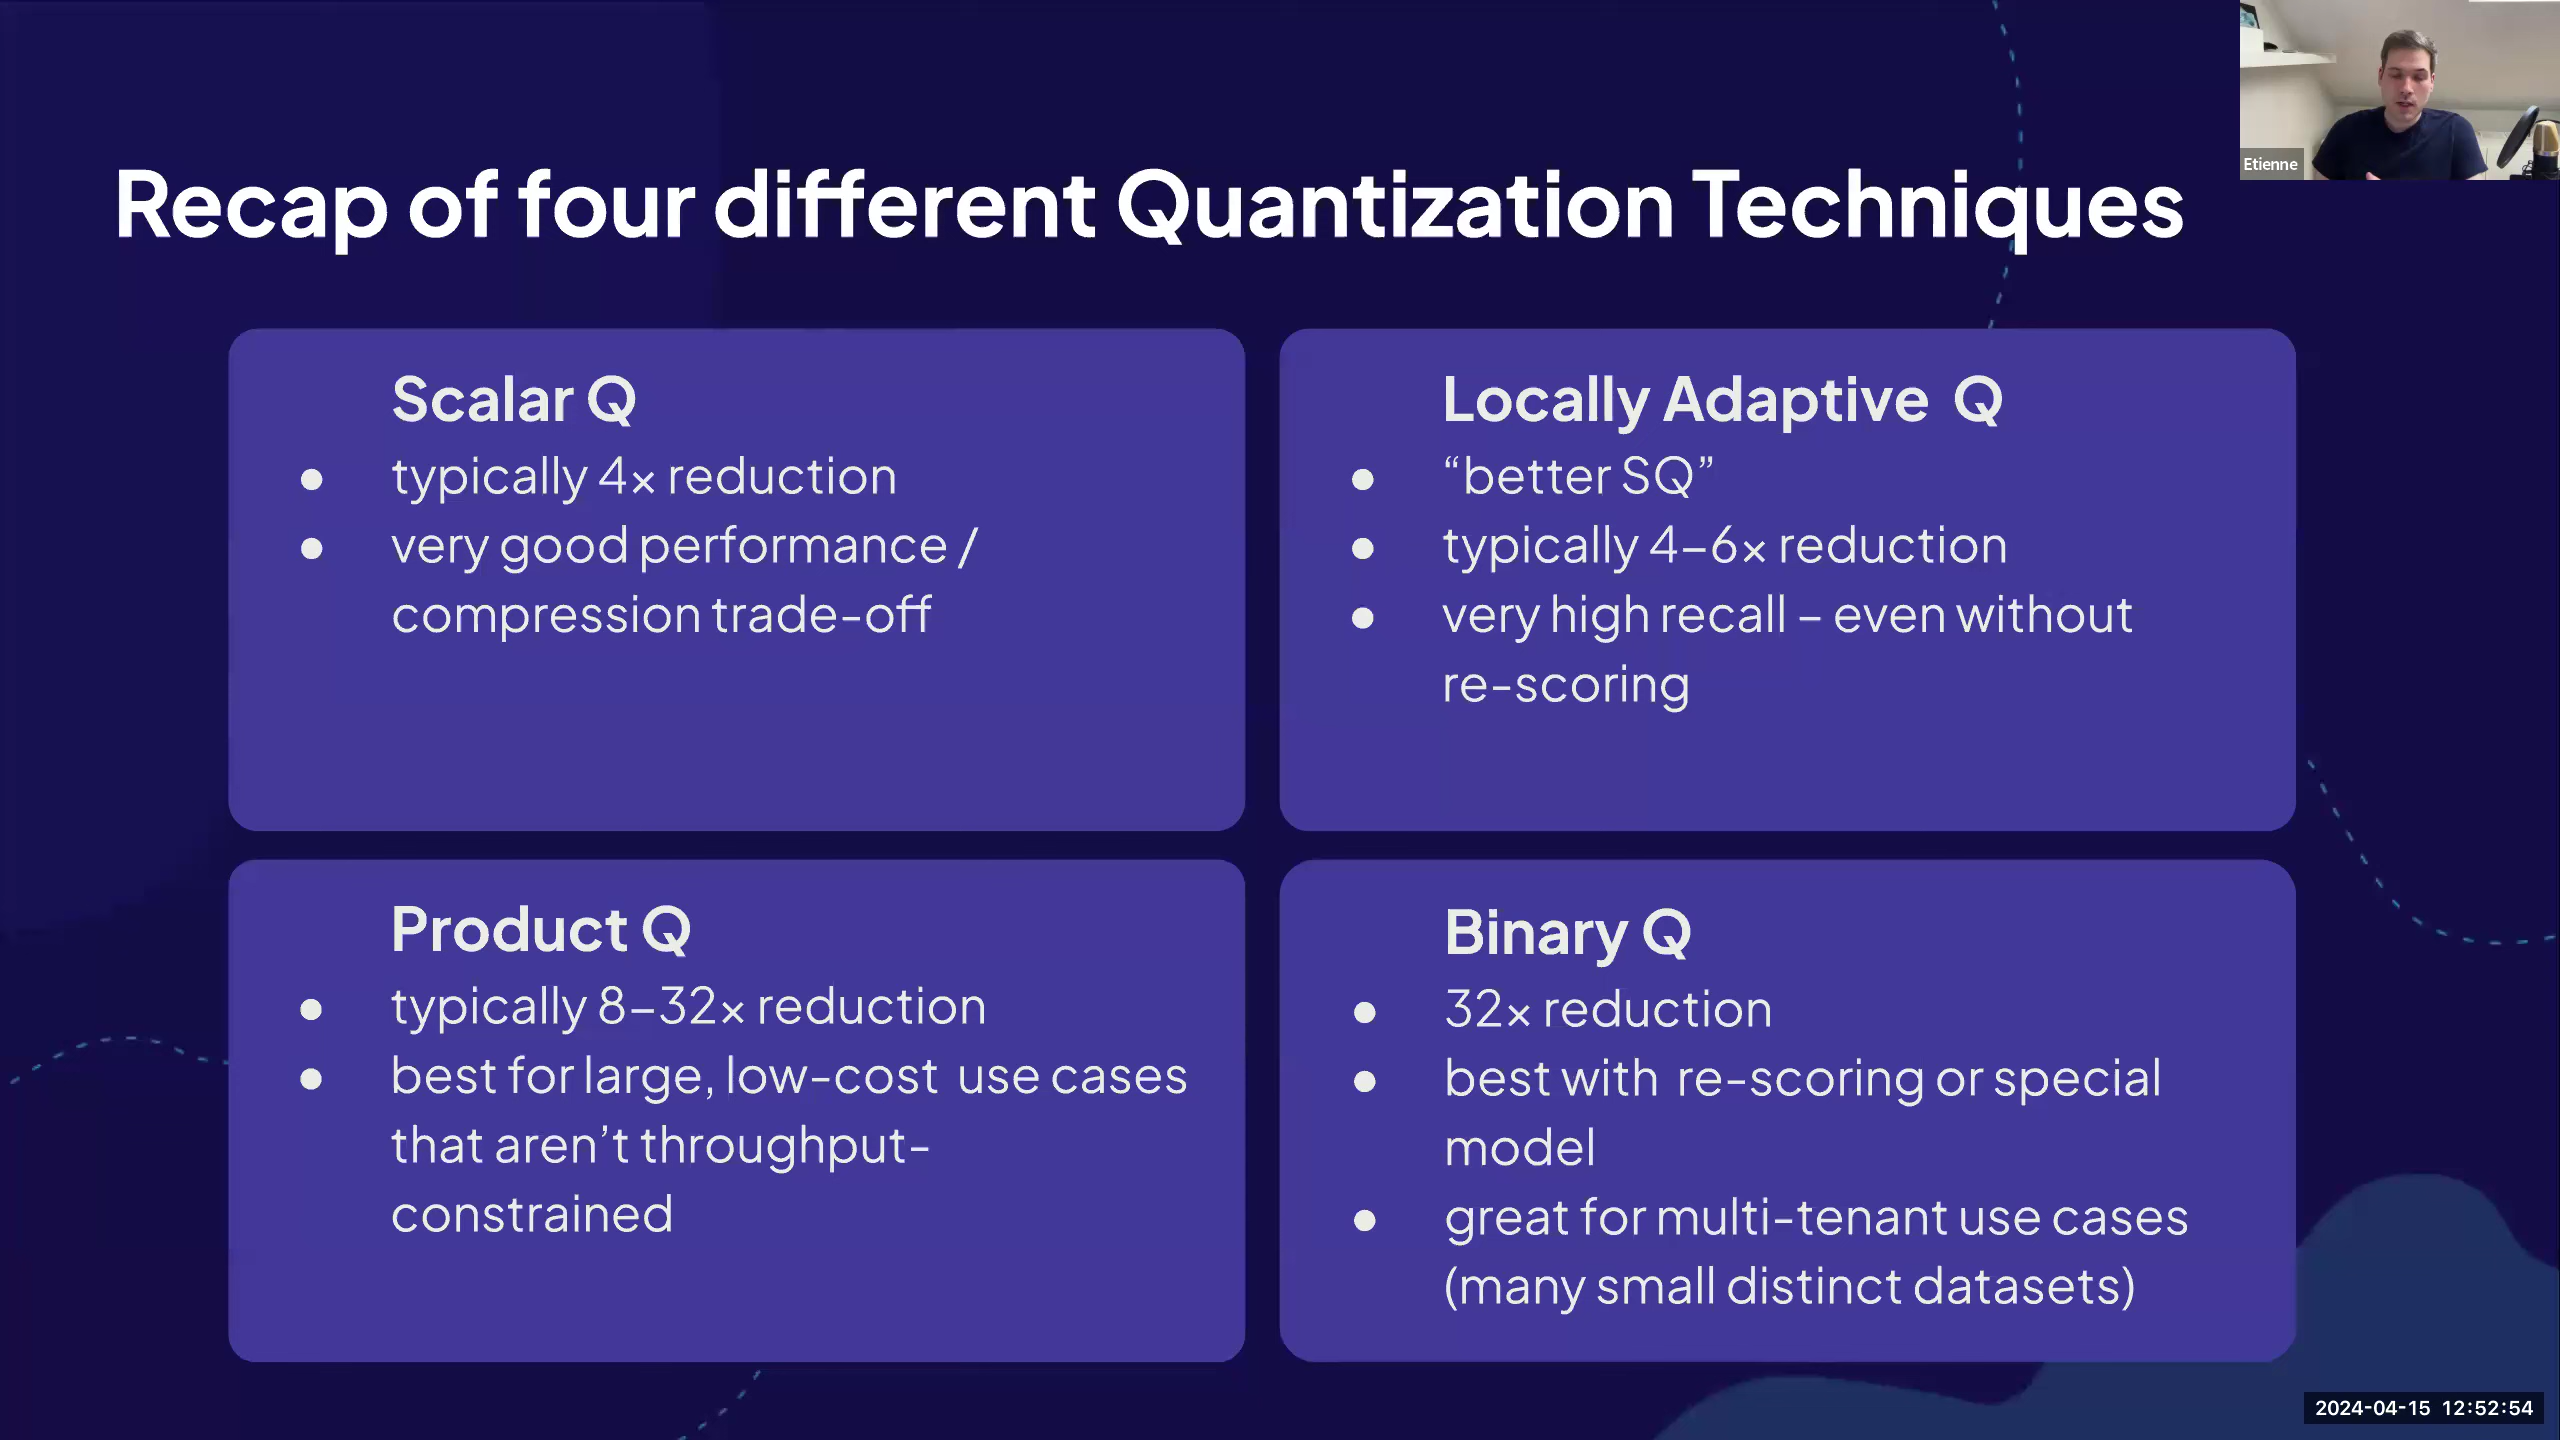 Etienne
Recap of four different Quantization Techniques
Scalar Q
● typically 4x reduction
● very good performance /
compression trade-off
Locally Adaptive Q
● “better SQ”
● typically 4–6x reduction
● very high recall – even without
re-scoring
Product Q
● typically 8–32x reduction
● best for large, low-cost use cases
that aren’t throughput-
constrained
Binary Q
● 32x reduction
● best with re-scoring or special
model
● great for multi-tenant use cases
(many small distinct datasets)
2024-04-15 12:52:54